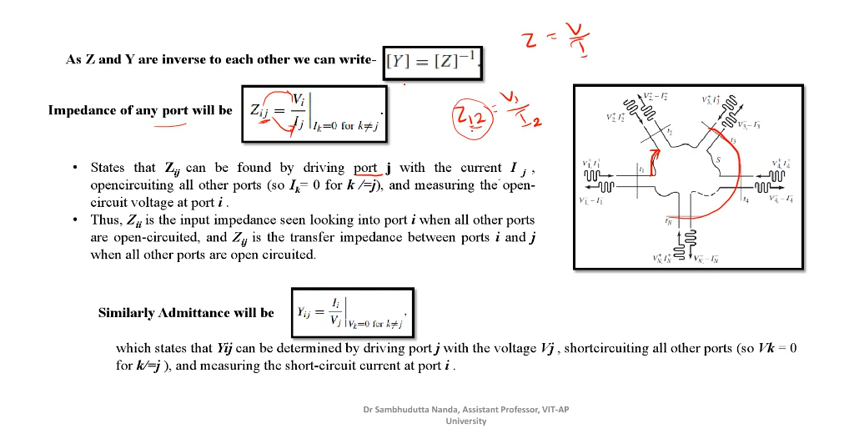 Z = V/I
As Z and Y are inverse to each other we can write- [Y] = [Z]⁻¹.
Impedance of any port will be Z_ij = V_i/I_j | I_k=0 for k≠j .
Z12 = V1/I2
• States that Z_ij can be found by driving port j with the current I_j ,
opencircuiting all other ports (so I_k= 0 for k /=j), and measuring the open-
circuit voltage at port i .
• Thus, Z_ii is the input impedance seen looking into port i when all other ports
are open-circuited, and Z_ij is the transfer impedance between ports i and j
when all other ports are open circuited.
Similarly Admittance will be Y_ij = I_i/V_j | V_k=0 for k≠j .
which states that Yij can be determined by driving port j with the voltage Vj , shortcircuiting all other ports (so Vk = 0
for k/=j ), and measuring the short-circuit current at port i .
S
Dr Sambhudutta Nanda, Assistant Professor, VIT-AP
University